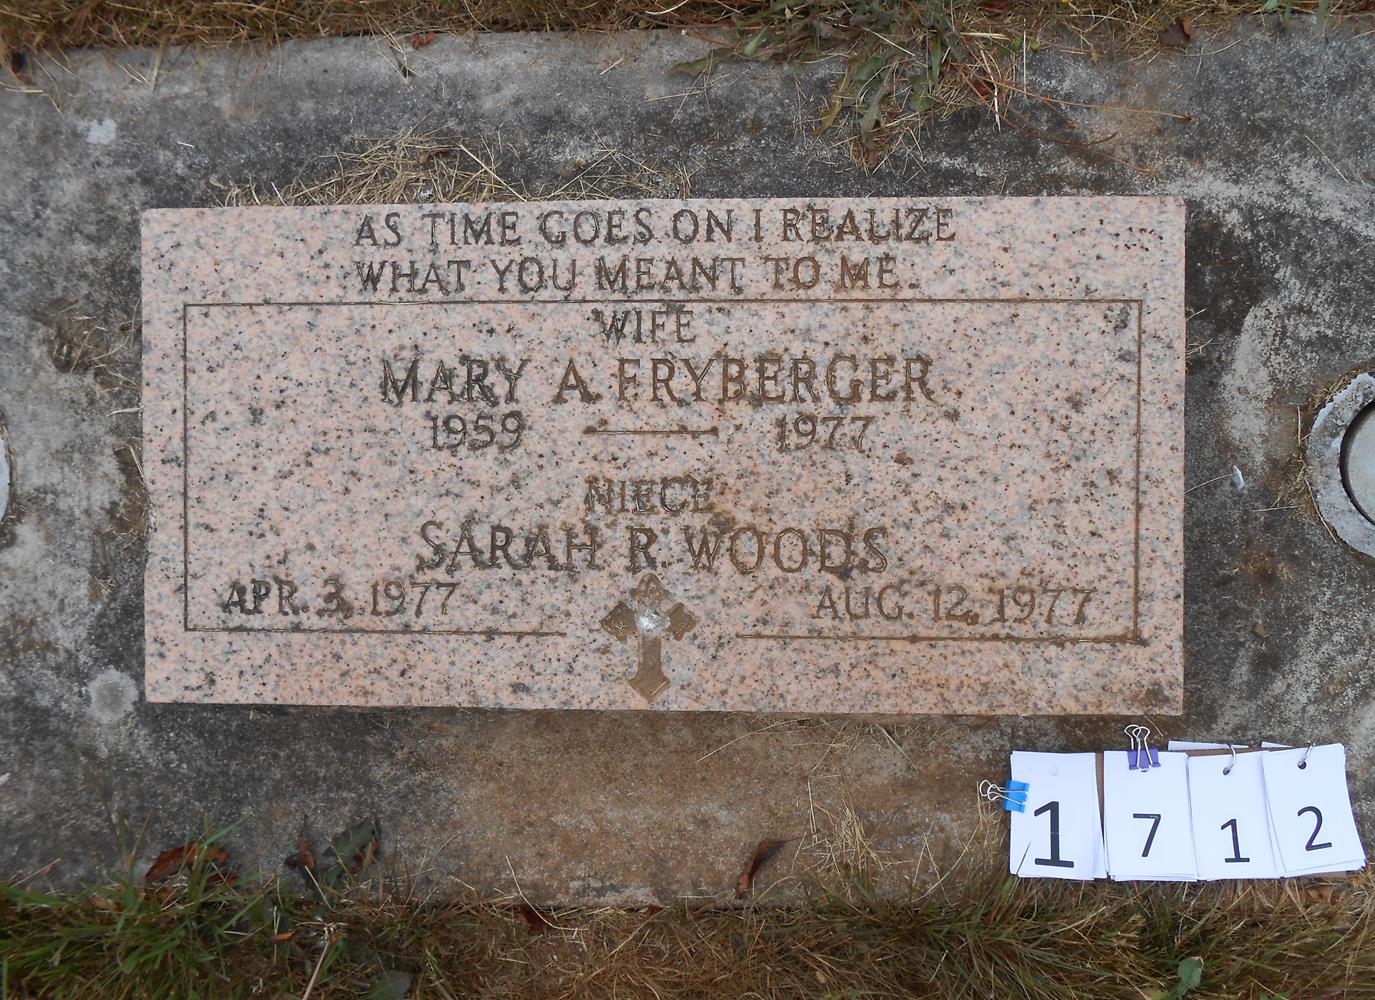 AS TIME GOES ON I REALIZE
WHAT YOU MEANT TO ME.
WIFE
MARY A. FRYBERGER
1959 — 1977
NIECE
SARAH R. WOODS
APR. 3, 1977 AUG. 12, 1977
1 7 1 2